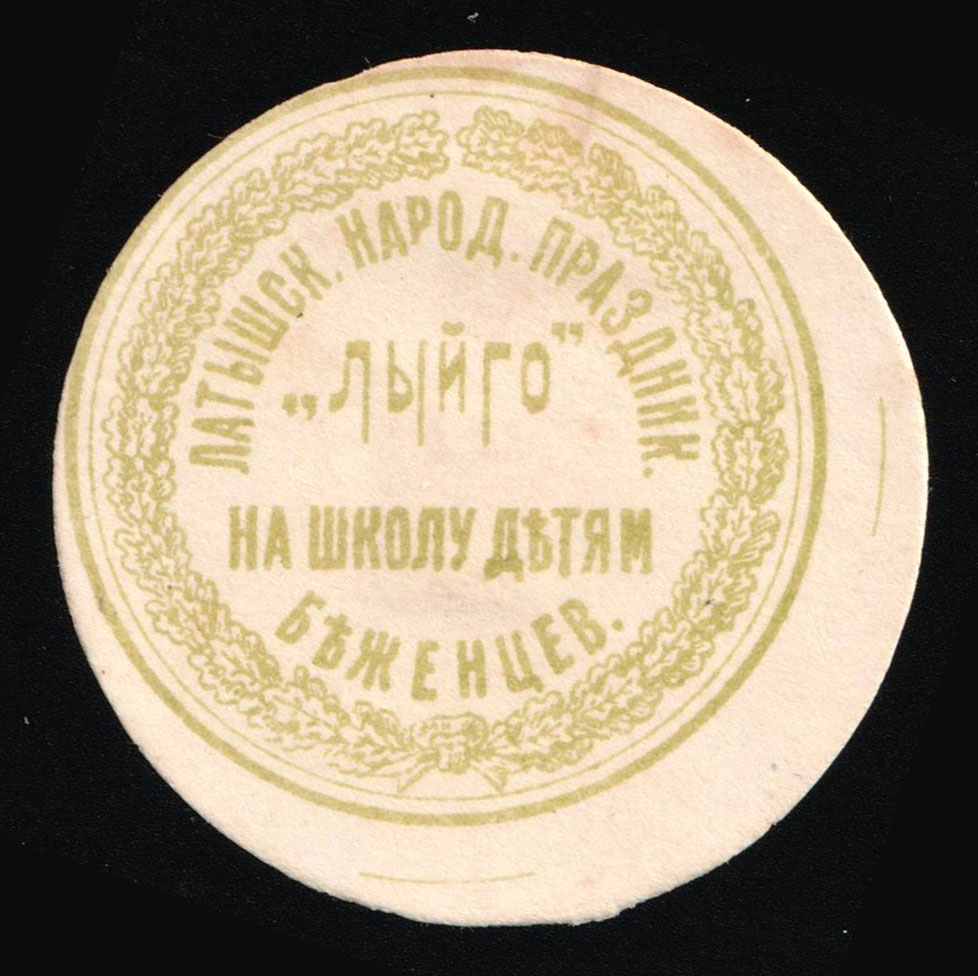 ЛАТЫШСК. НАРОД. ПРАЗДНИК.
„ЛЫЙГО"
НА ШКОЛУ ДѢТЯМ
БѢЖЕНЦЕВ.